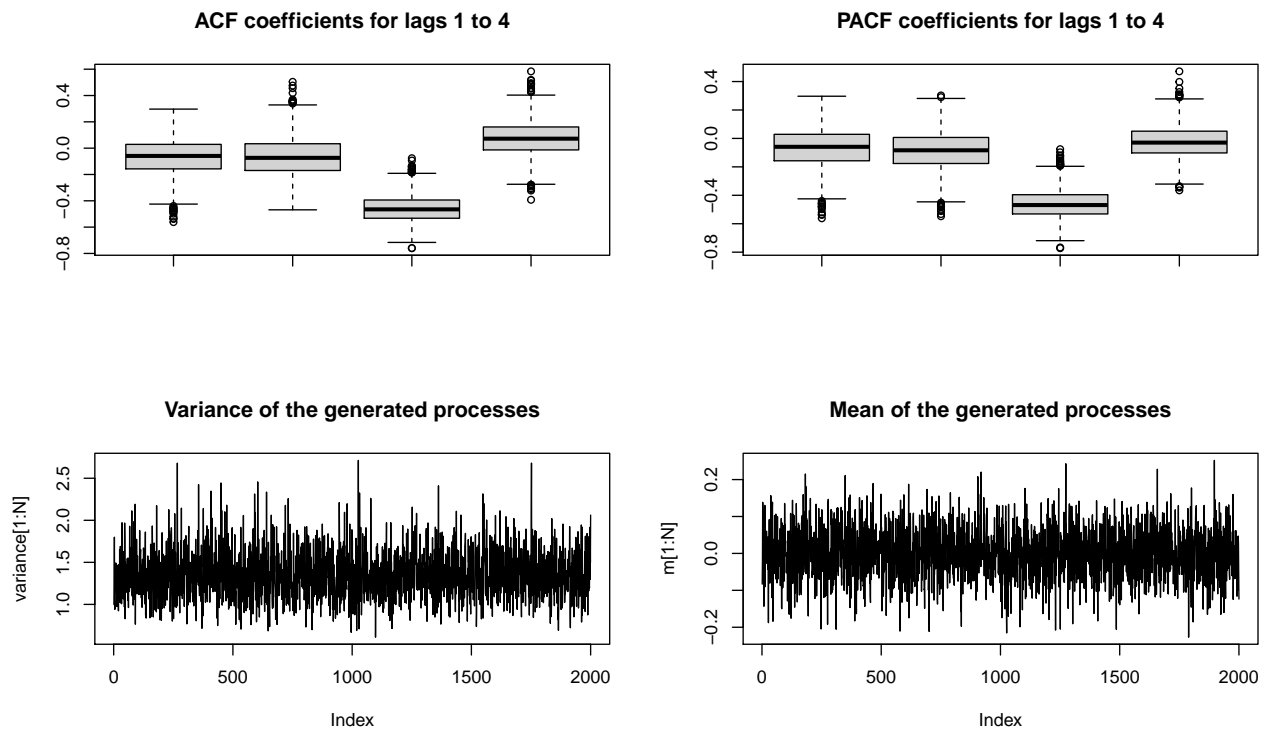 ACF coefficients for lags 1 to 4
0.4
0.0
−0.4
−0.8
PACF coefficients for lags 1 to 4
0.4
0.0
−0.4
−0.8
Variance of the generated processes
variance[1:N]
2.5
2.0
1.5
1.0
0 500 1000 1500 2000
Index
Mean of the generated processes
m[1:N]
0.2
0.0
−0.2
0 500 1000 1500 2000
Index